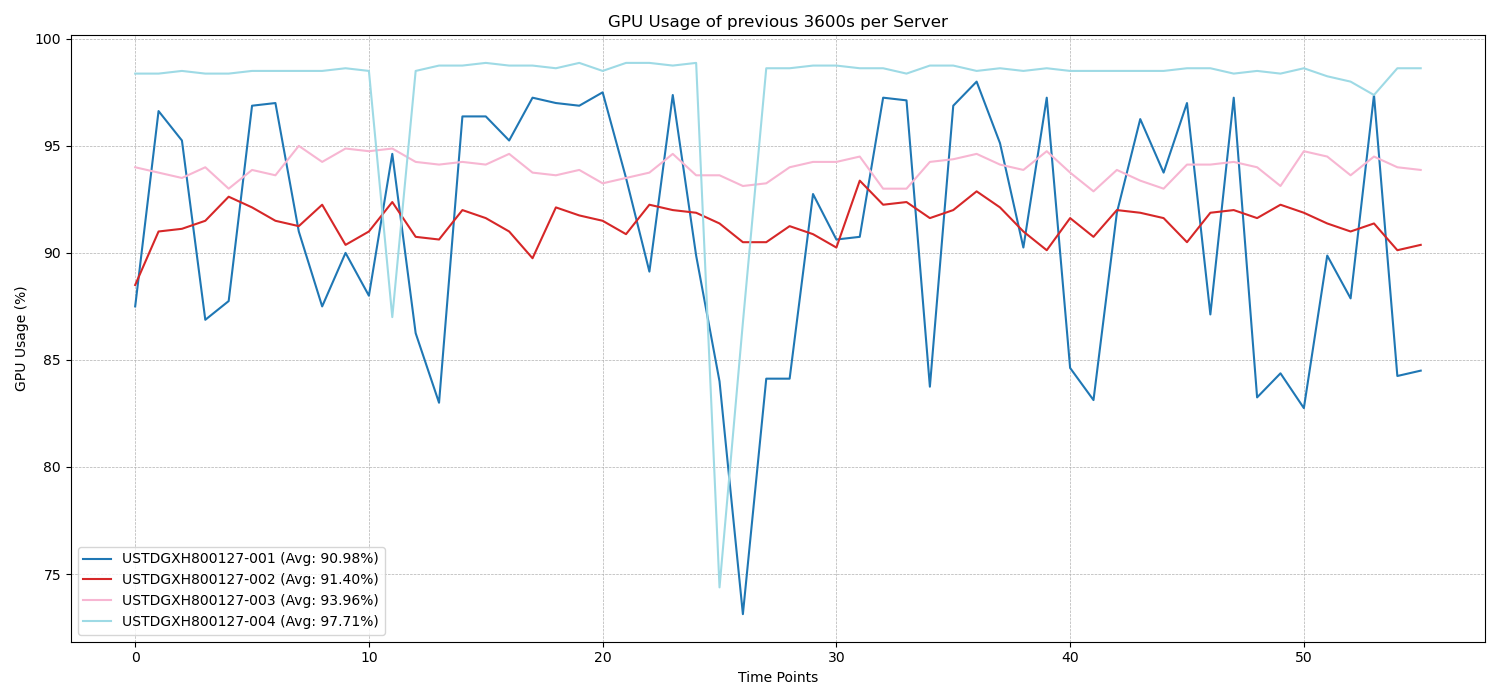 GPU Usage of previous 3600s per Server
GPU Usage (%)
100
95
90
85
80
75
USTDGXH800127-001 (Avg: 90.98%)
USTDGXH800127-002 (Avg: 91.40%)
USTDGXH800127-003 (Avg: 93.96%)
USTDGXH800127-004 (Avg: 97.71%)
0 10 20 30 40 50
Time Points